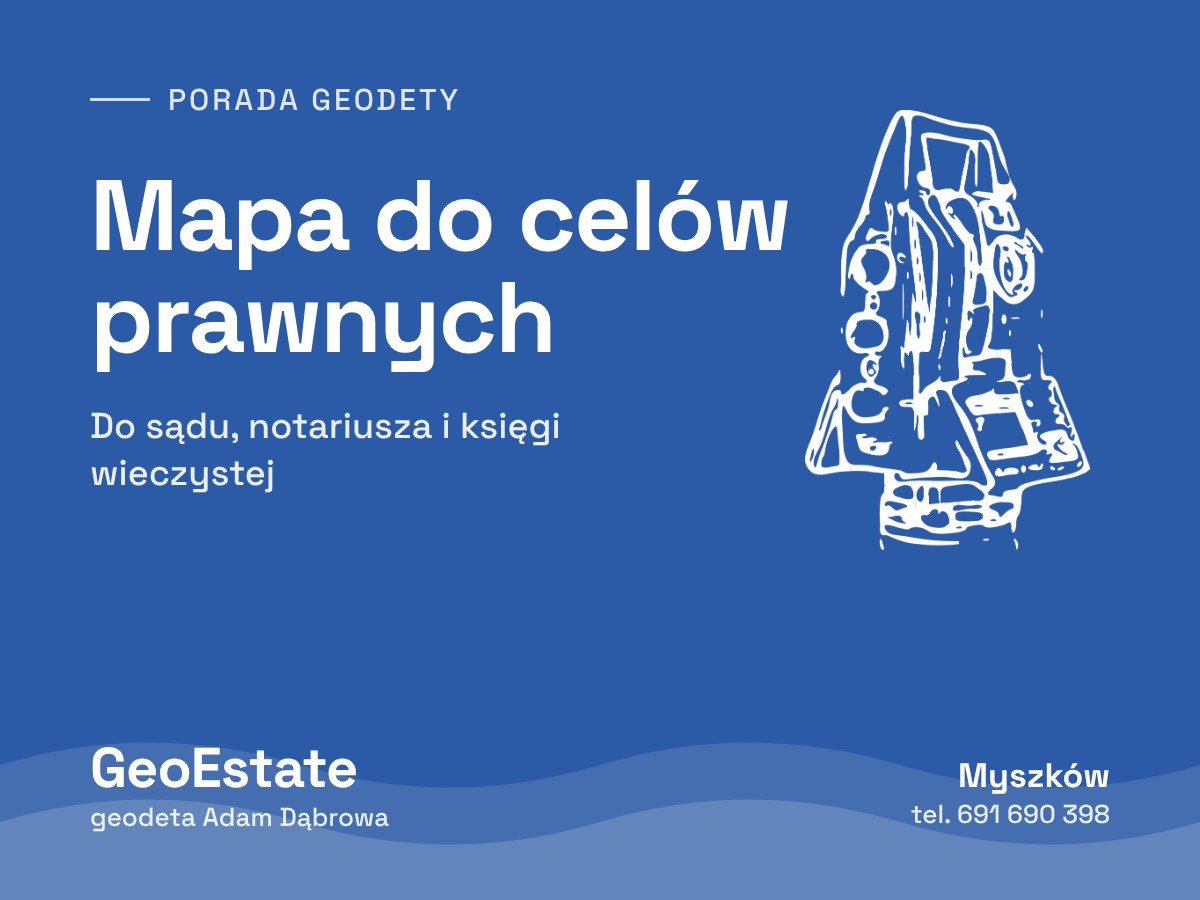 PORADA GEODETY
Mapa do celów
prawnych
Do sądu, notariusza i księgi
wieczystej
GeoEstate
geodeta Adam Dąbrowa
Myszków
tel. 691 690 398